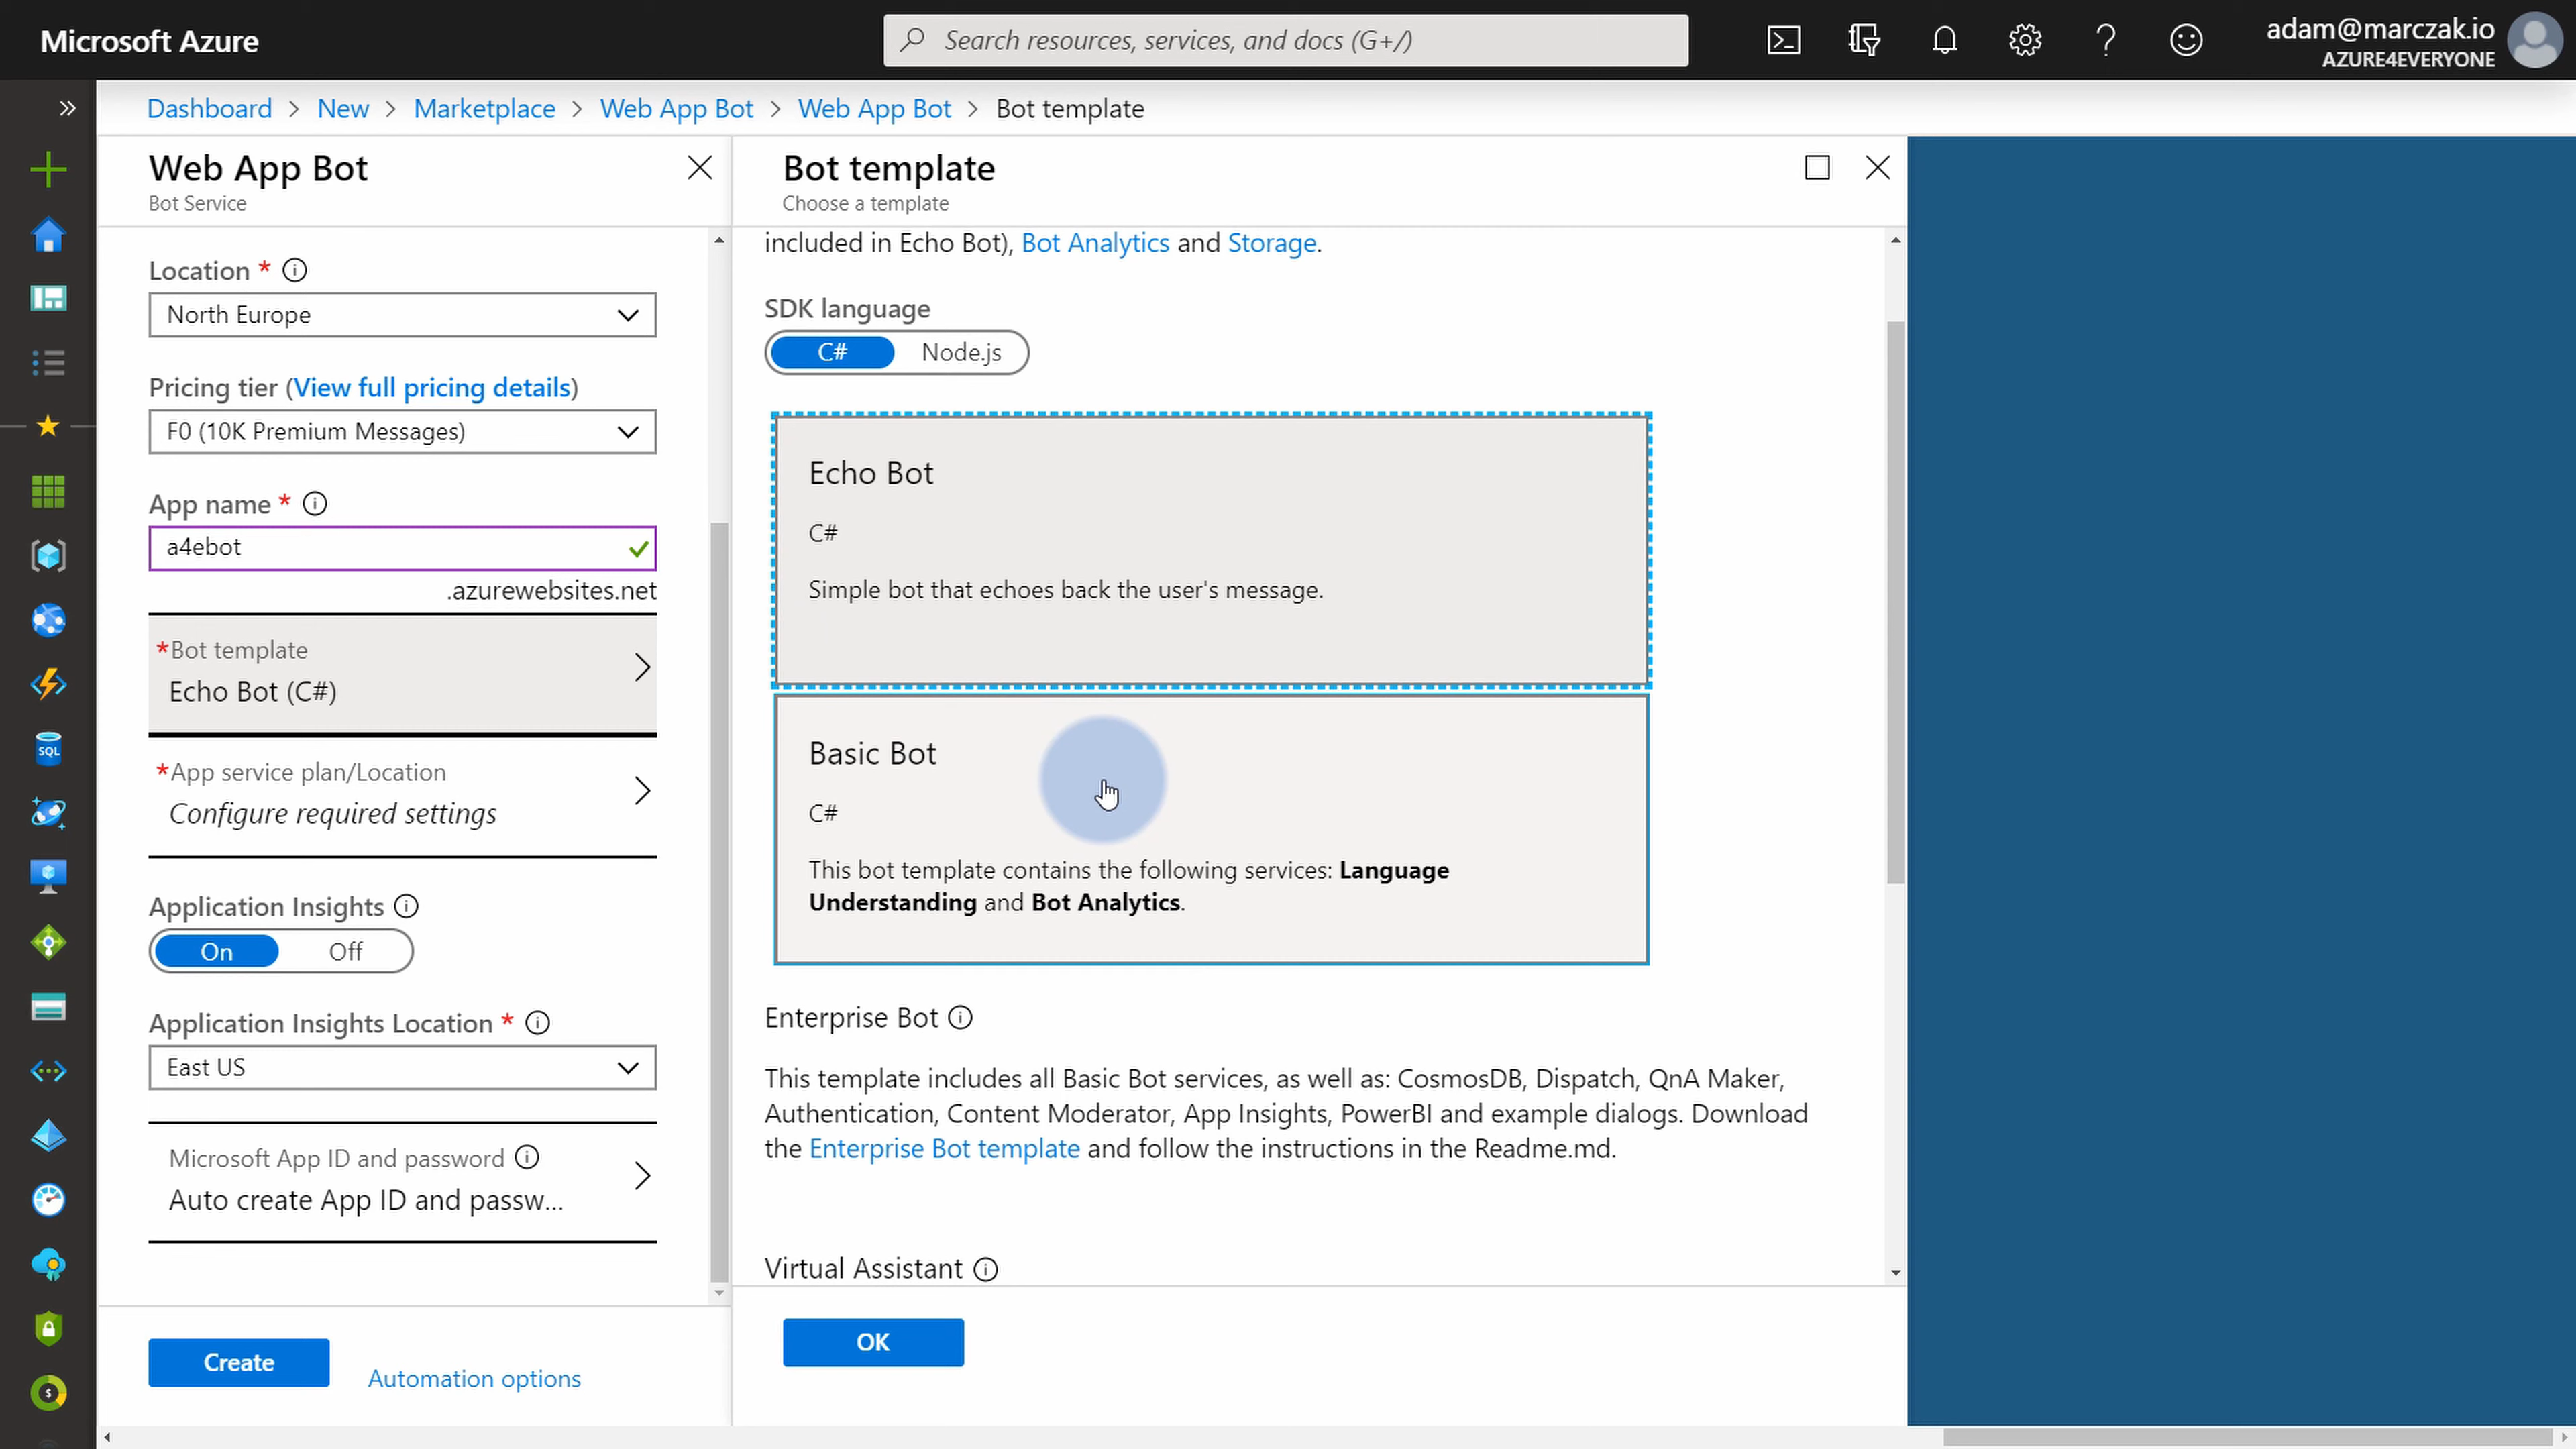 Microsoft Azure
Search resources, services, and docs (G+/)
adam@marczak.io
AZURE4EVERYONE
Dashboard > New > Marketplace > Web App Bot > Web App Bot > Bot template
Web App Bot
Bot Service
Location *
North Europe
Pricing tier (View full pricing details)
F0 (10K Premium Messages)
App name *
a4ebot
.azurewebsites.net
*Bot template
Echo Bot (C#)
*App service plan/Location
Configure required settings
Application Insights
On Off
Application Insights Location *
East US
Microsoft App ID and password
Auto create App ID and passw...
Create
Automation options
Bot template
Choose a template
included in Echo Bot), Bot Analytics and Storage.
SDK language
C# Node.js
Echo Bot
C#
Simple bot that echoes back the user's message.
Basic Bot
C#
This bot template contains the following services: Language
Understanding and Bot Analytics.
Enterprise Bot
This template includes all Basic Bot services, as well as: CosmosDB, Dispatch, QnA Maker,
Authentication, Content Moderator, App Insights, PowerBI and example dialogs. Download
the Enterprise Bot template and follow the instructions in the Readme.md.
Virtual Assistant
OK
SQL